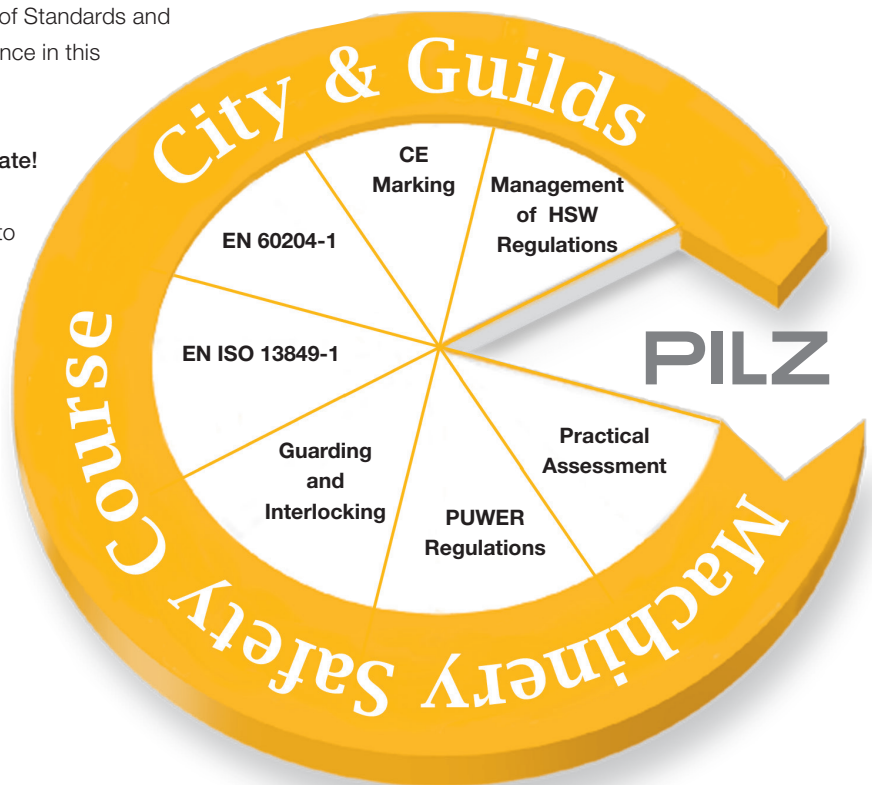 of Standards and
ence in this
ate!
to
City & Guilds
Machinery Safety Course
CE
Marking
Management
of HSW
Regulations
EN 60204-1
EN ISO 13849-1
Guarding
and
Interlocking
PUWER
Regulations
Practical
Assessment
PILZ